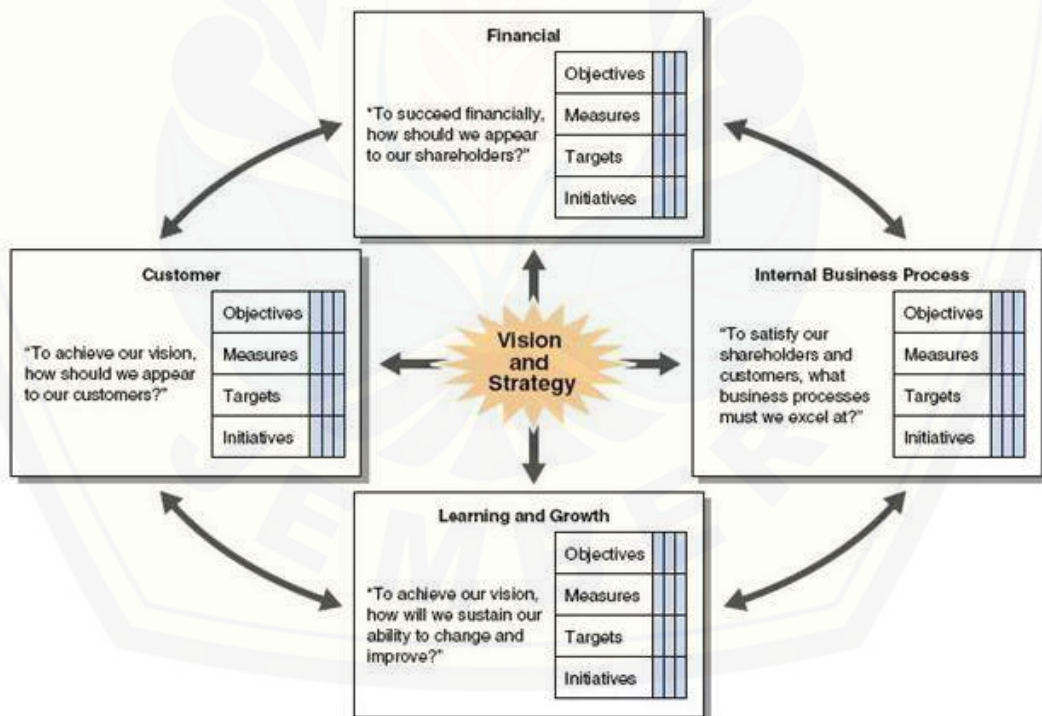 Financial
"To succeed financially,
how should we appear
to our shareholders?"
Objectives
Measures
Targets
Initiatives
Customer
"To achieve our vision,
how should we appear
to our customers?"
Objectives
Measures
Targets
Initiatives
Vision
and
Strategy
Internal Business Process
"To satisfy our
shareholders and
customers, what
business processes
must we excel at?"
Objectives
Measures
Targets
Initiatives
Learning and Growth
"To achieve our vision,
how will we sustain our
ability to change and
improve?"
Objectives
Measures
Targets
Initiatives
JEMBER